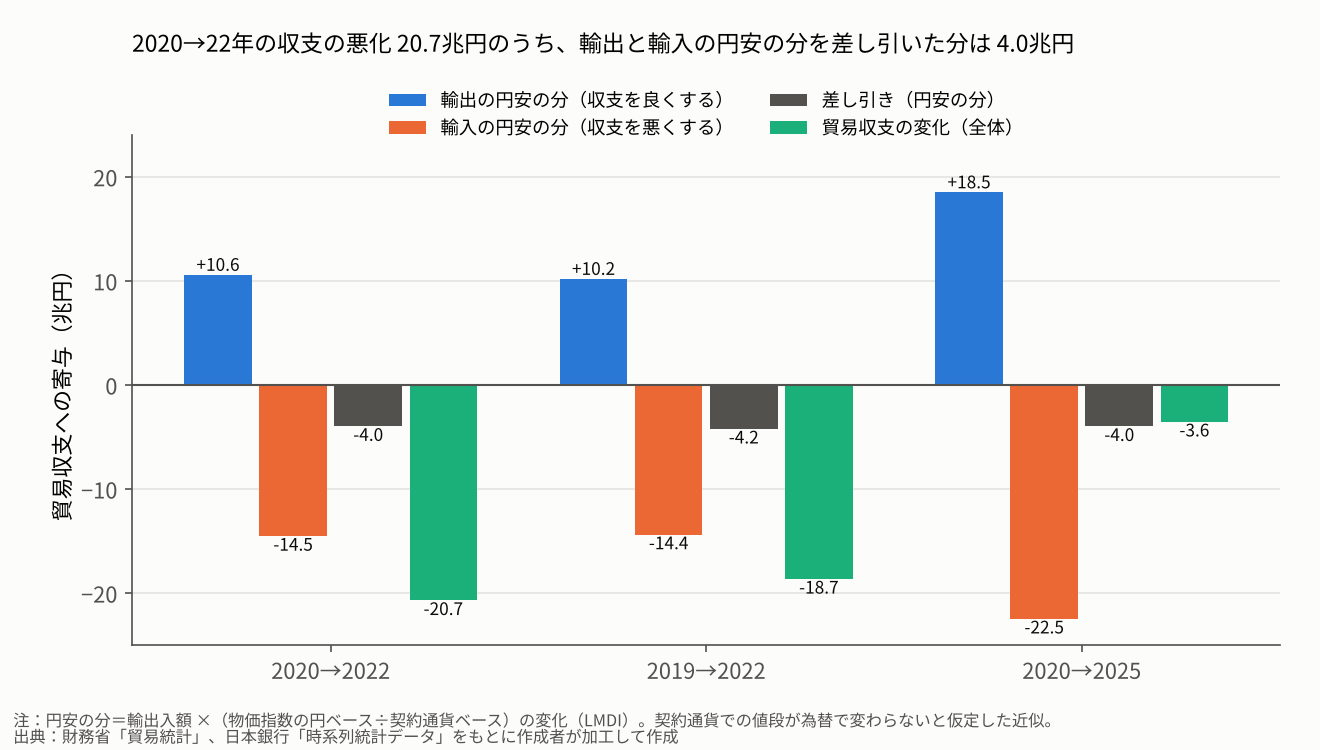 2020→22年の収支の悪化 20.7兆円のうち、輸出と輸入の円安の分を差し引いた分は 4.0兆円
輸出の円安の分（収支を良くする）
輸入の円安の分（収支を悪くする）
差し引き（円安の分）
貿易収支の変化（全体）
貿易収支への寄与（兆円）
20
10
0
−10
−20
+10.6
-14.5
-4.0
-20.7
+10.2
-14.4
-4.2
-18.7
+18.5
-22.5
-4.0
-3.6
2020→2022
2019→2022
2020→2025
注：円安の分＝輸出入額 ×（物価指数の円ベース÷契約通貨ベース）の変化（LMDI）。契約通貨での値段が為替で変わらないと仮定した近似。
出典：財務省「貿易統計」、日本銀行「時系列統計データ」をもとに作成者が加工して作成